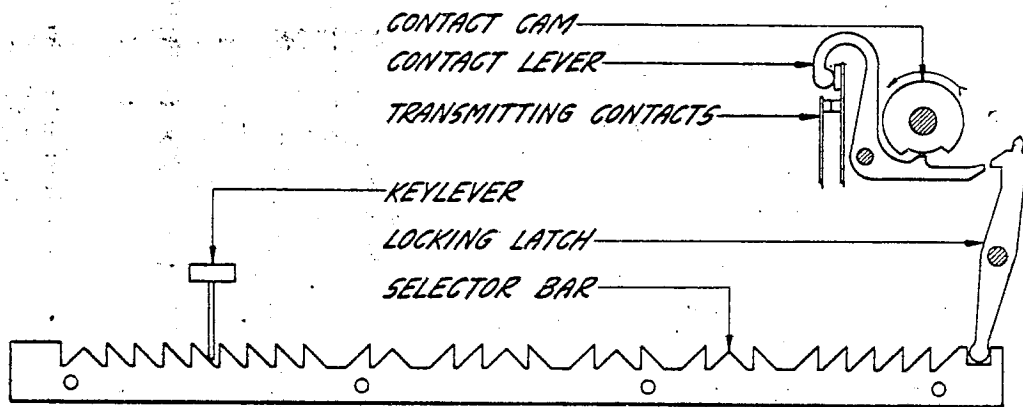 CONTACT CAM
CONTACT LEVER
TRANSMITTING CONTACTS
KEYLEVER
LOCKING LATCH
SELECTOR BAR